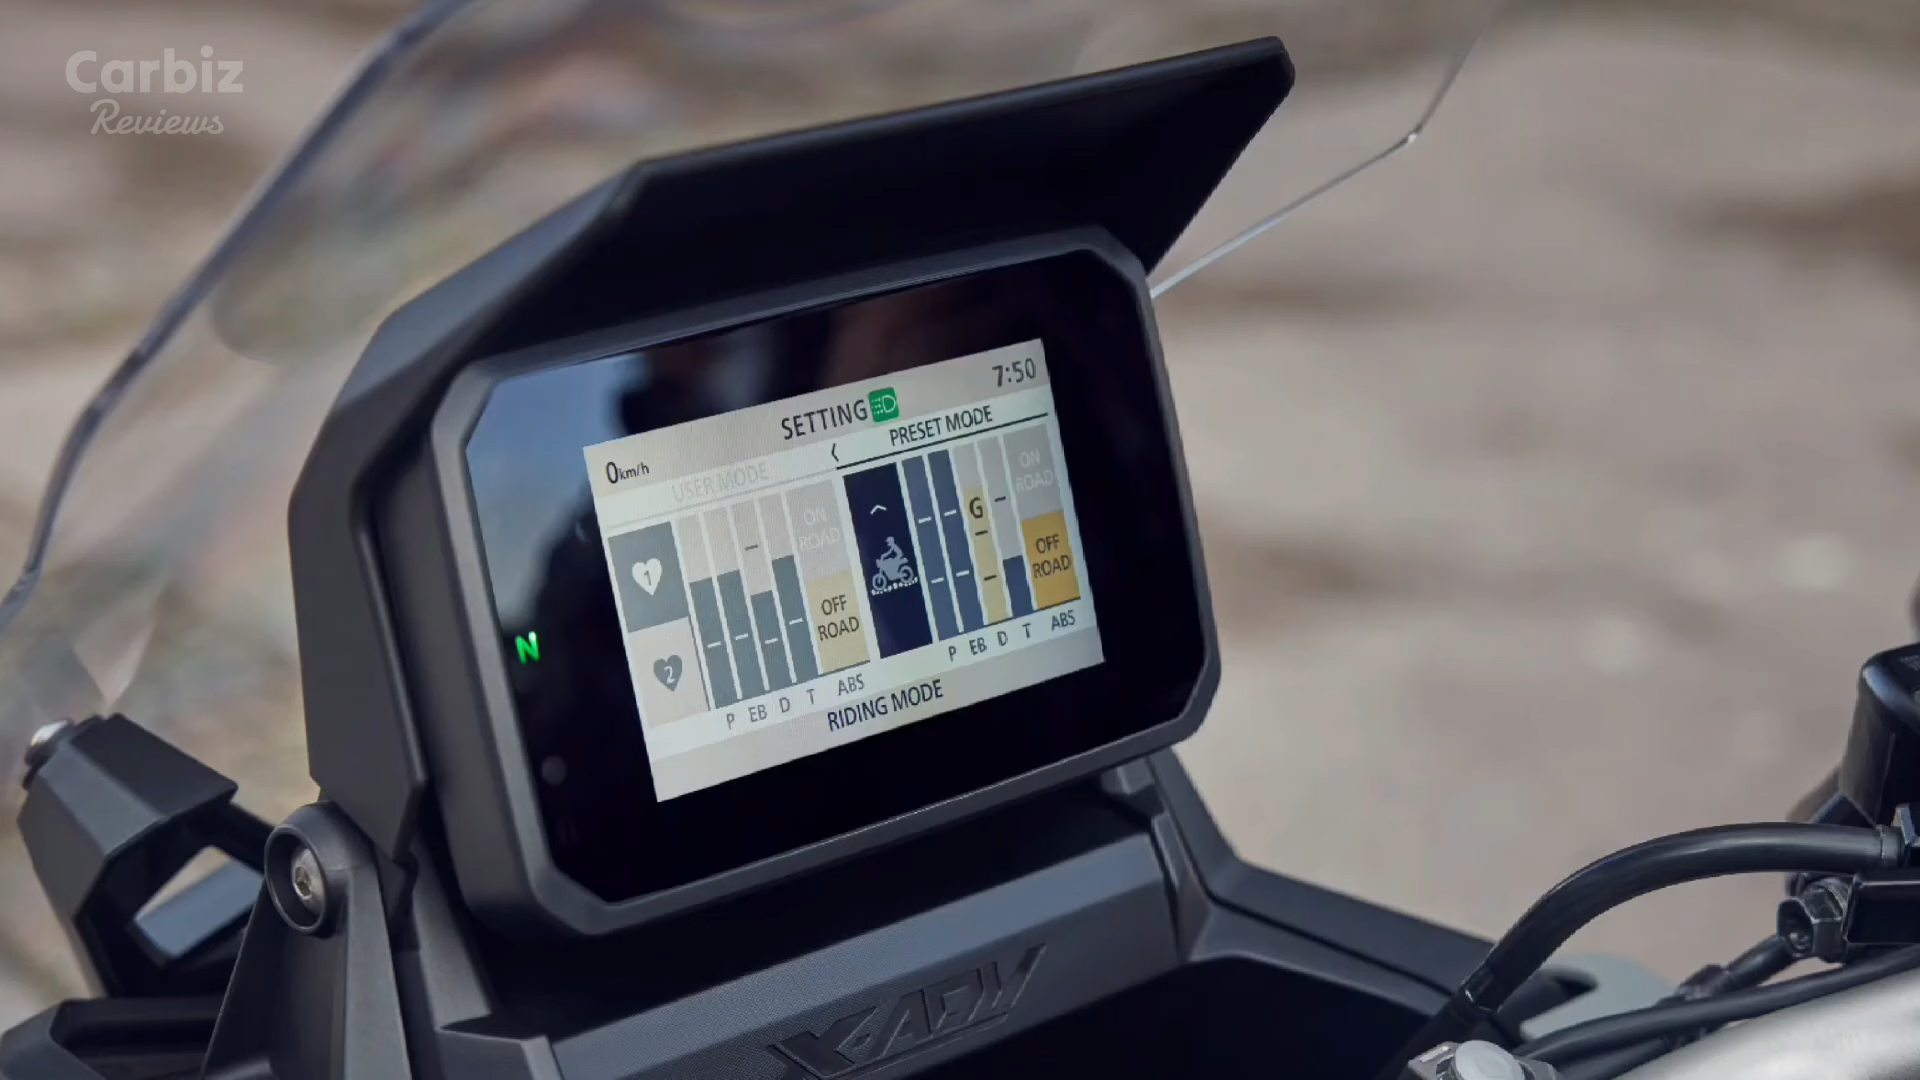 Carbiz
Reviews
7:50
SETTING
0km/h
USER MODE
PRESET MODE
ON
ROAD
ON
ROAD
G
1
OFF
ROAD
OFF
ROAD
2
P EB D T ABS
P EB D T ABS
RIDING MODE
N
X-ADV